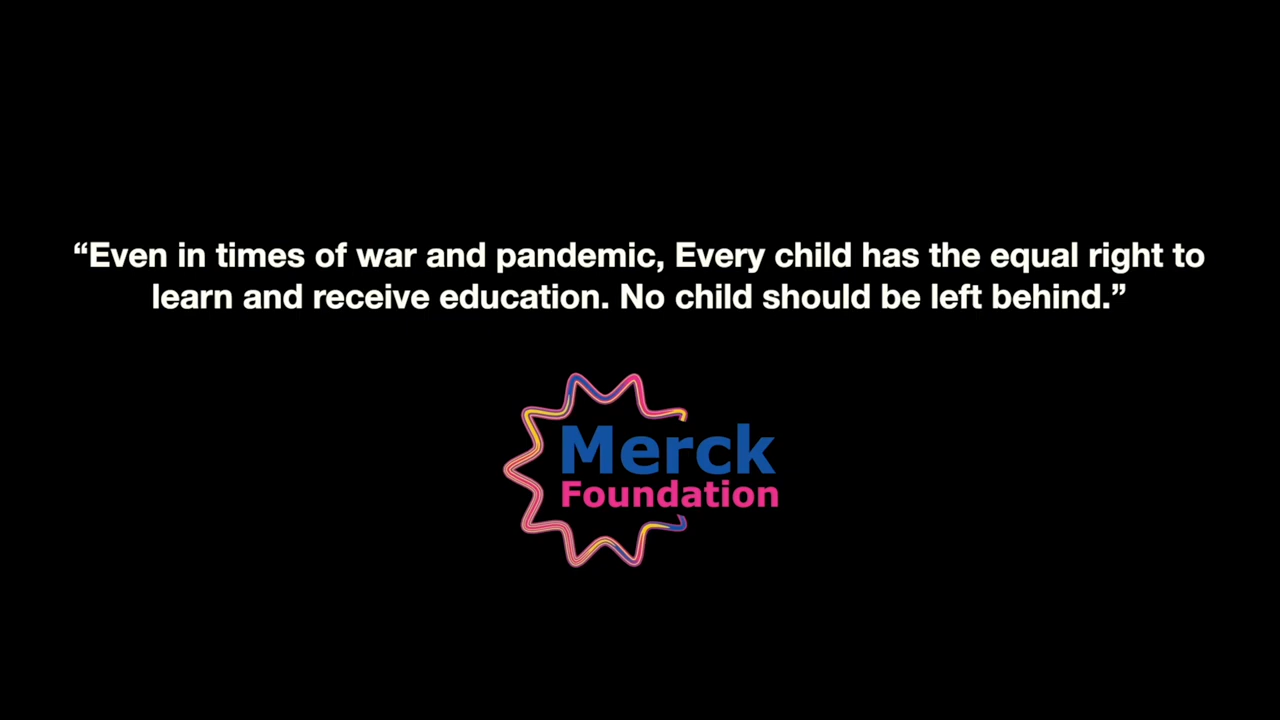 “Even in times of war and pandemic, Every child has the equal right to
learn and receive education. No child should be left behind.”
Merck
Foundation